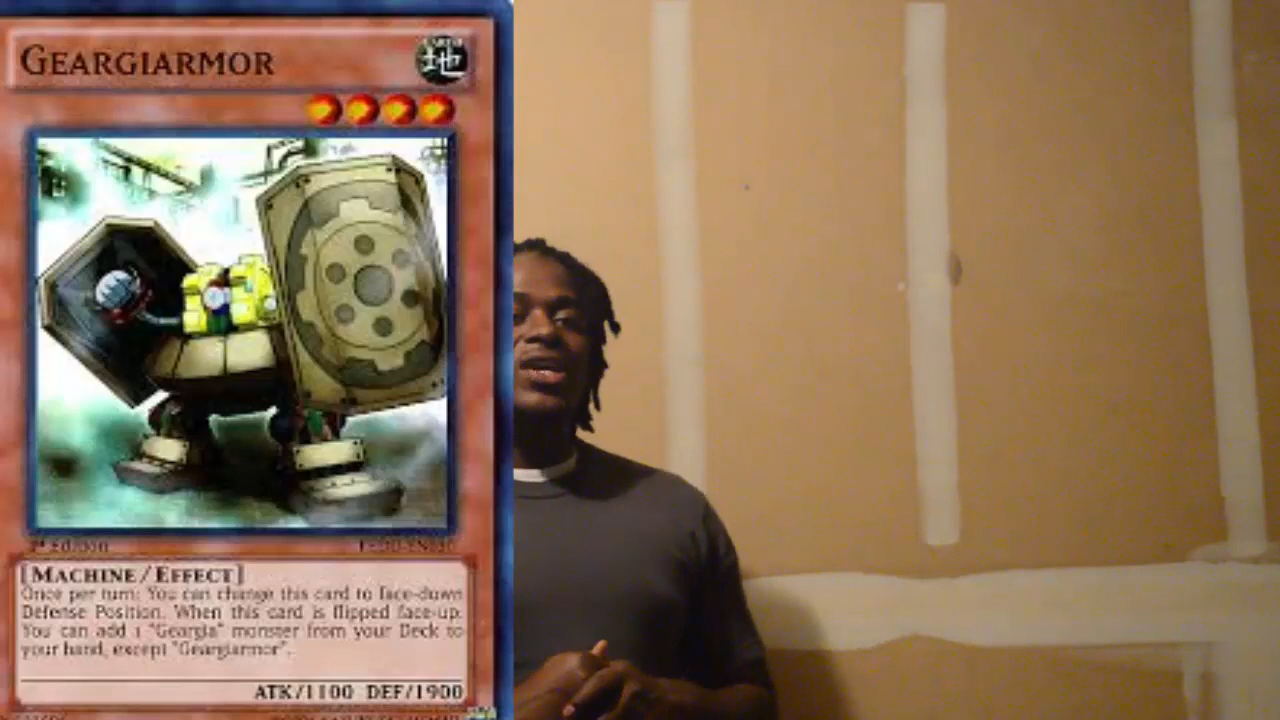 GEARGIARMOR
地
1st Edition
[MACHINE/EFFECT]
Once per turn: You can change this card to face-down
Defense Position. When this card is flipped face-up:
You can add 1 "Geargia" monster from your Deck to
your hand, except "Geargiarmor".
ATK/1100 DEF/1900